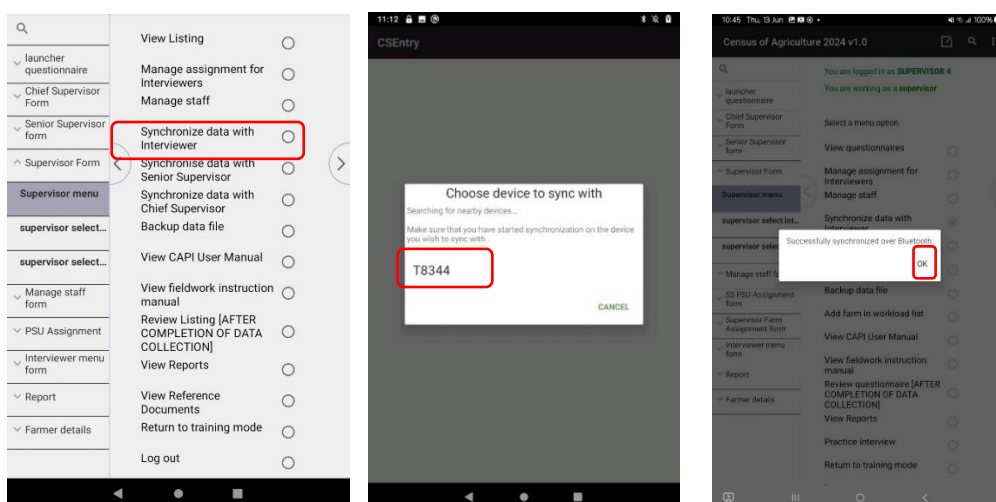 View Listing
launcher
questionnaire
Manage assignment for
Interviewers
Chief Supervisor
Form
Manage staff
Senior Supervisor
form
Synchronize data with
Interviewer
Supervisor Form
Synchronise data with
Senior Supervisor
Supervisor menu
Synchronize data with
Chief Supervisor
supervisor select...
Backup data file
supervisor select...
View CAPI User Manual
Manage staff
form
View fieldwork instruction
manual
PSU Assignment
Review Listing [AFTER
COMPLETION OF DATA
COLLECTION]
Interviewer menu
form
View Reports
Report
View Reference
Documents
Farmer details
Return to training mode
Log out
11:12
CSEntry
Choose device to sync with
Searching for nearby devices...
Make sure that you have started synchronization on the device
you wish to sync with.
T8344
CANCEL
10:45 Thu, 13 Jun
100%
Census of Agriculture 2024 v1.0
You are logged in as SUPERVISOR 4
launcher
questionnaire
You are working as a supervisor
Chief Supervisor
Form
Select a menu option.
Senior Supervisor
form
View questionnaires
Supervisor Form
Manage assignment for
Interviewers
Supervisor menu
Manage staff
supervisor select int...
Synchronize data with
Interviewer
supervisor selec
Successfully synchronized over Bluetooth.
OK
Manage staff fo
SS PSU Assignment
form
Backup data file
Add farm in workload list
Supervisor Farm
Assignment form
View CAPI User Manual
Interviewer menu
form
View fieldwork instruction
manual
Report
Review questionnaire [AFTER
COMPLETION OF DATA
COLLECTION]
Farmer details
View Reports
Practice interview
Return to training mode